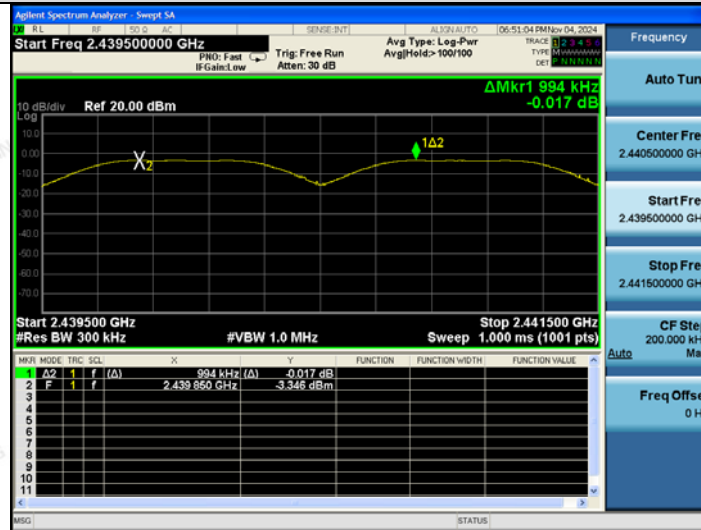 Agilent Spectrum Analyzer - Swept SA
RL RF 50 Ω AC SENSE:INT ALIGNAUTO 06:51:04 PMNov 04, 2024
Start Freq 2.439500000 GHz
PNO: Fast
IFGain:Low
Trig: Free Run
Atten: 30 dB
Avg Type: Log-Pwr
Avg|Hold:>100/100
TRACE 1 2 3 4 5 6
TYPE MWWWWW
DET P NNNNN
ΔMkr1 994 kHz
-0.017 dB
10 dB/div Ref 20.00 dBm
Log
10.0
0.00
-10.0
-20.0
-30.0
-40.0
-50.0
-60.0
-70.0
X2
1Δ2
Start 2.439500 GHz Stop 2.441500 GHz
#Res BW 300 kHz #VBW 1.0 MHz Sweep 1.000 ms (1001 pts)
MKR MODE TRC SCL X Y FUNCTION FUNCTION WIDTH FUNCTION VALUE
1 Δ2 1 f (Δ) 994 kHz (Δ) -0.017 dB
2 F 1 f 2.439 850 GHz -3.346 dBm
3
4
5
6
7
8
9
10
11
MSG STATUS
Frequency
Auto Tun
Center Fre
2.440500000 GH
Start Fre
2.439500000 GH
Stop Fre
2.441500000 GH
CF Ste
200.000 kH
Auto Ma
Freq Offse
0 H